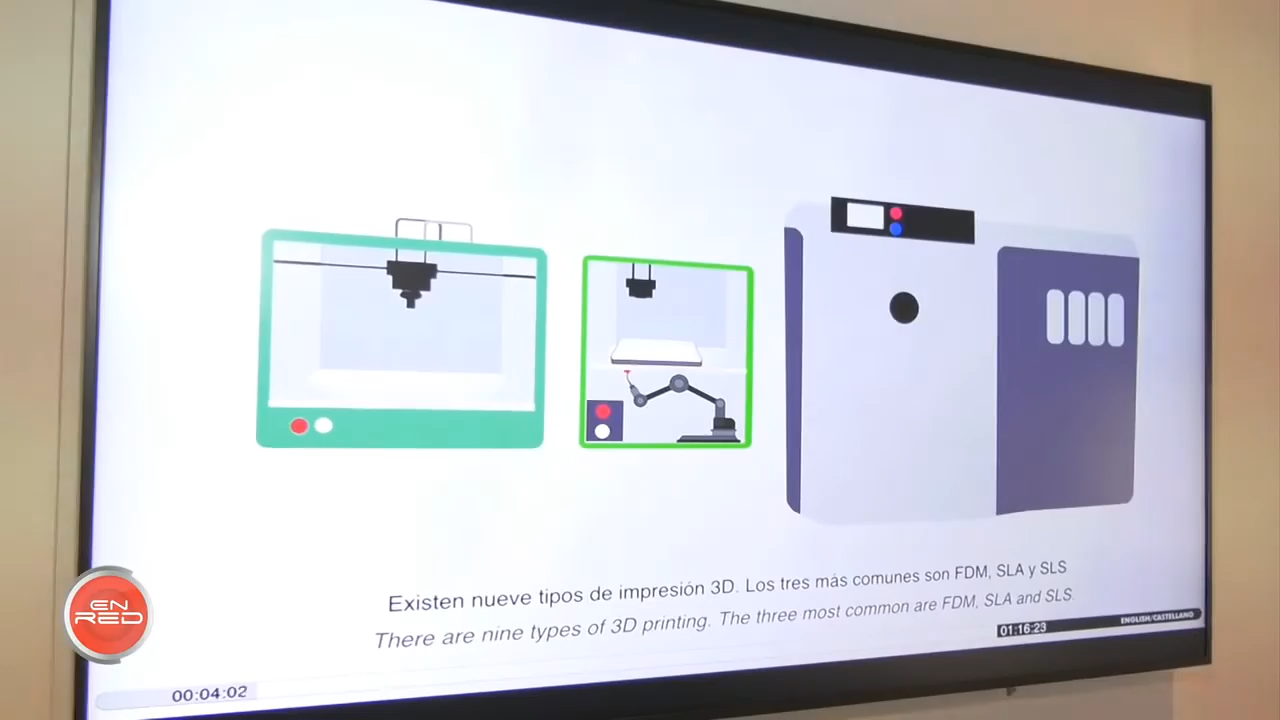 Existen nueve tipos de impresión 3D. Los tres más comunes son FDM, SLA y SLS
There are nine types of 3D printing. The three most common are FDM, SLA and SLS.
01:16:23 ENGLISH/CASTELLANO
EN
RED
00:04:02